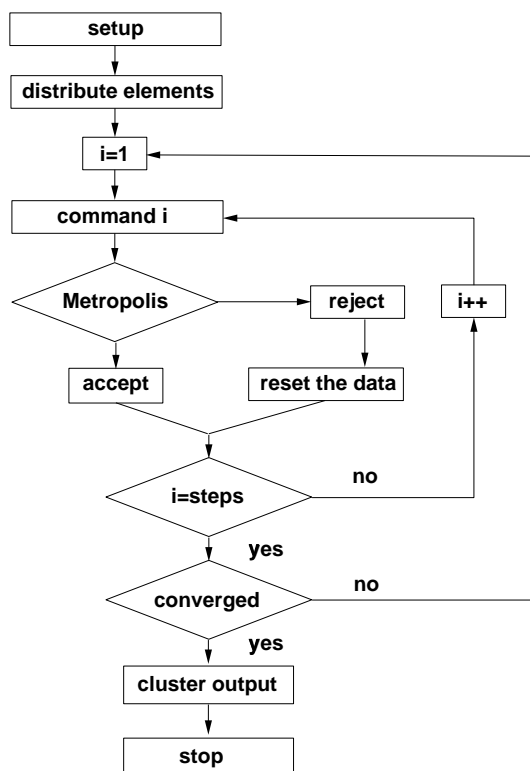 setup
distribute elements
i=1
command i
Metropolis
reject
i++
accept
reset the data
i=steps
no
yes
converged
no
yes
cluster output
stop